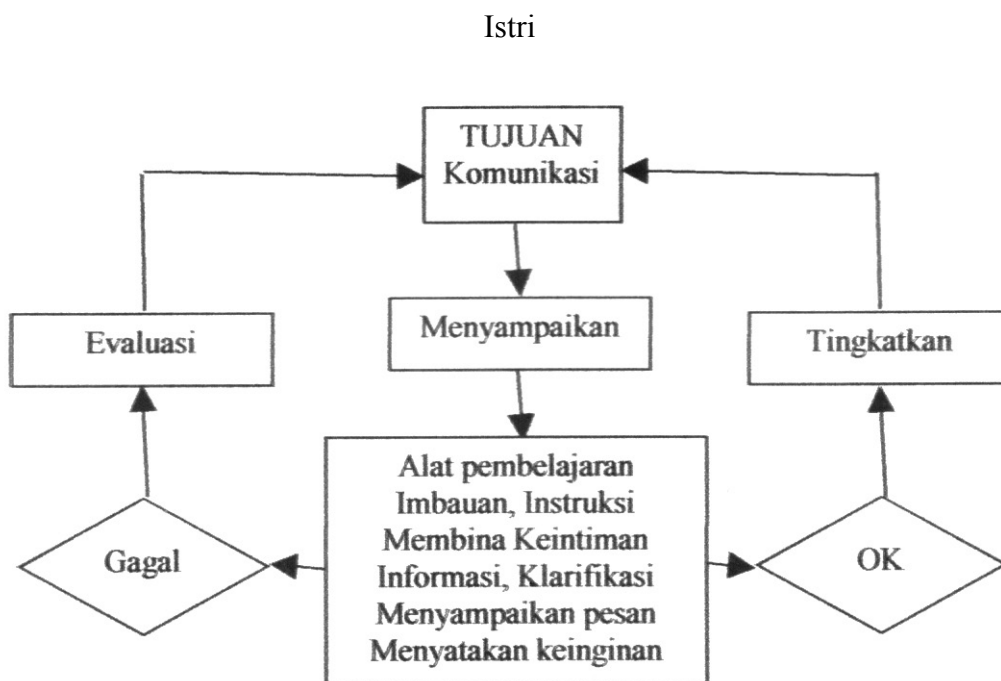 Istri
TUJUAN
Komunikasi
Evaluasi
Menyampaikan
Tingkatkan
Alat pembelajaran
Imbauan, Instruksi
Membina Keintiman
Informasi, Klarifikasi
Menyampaikan pesan
Menyatakan keinginan
Gagal
OK